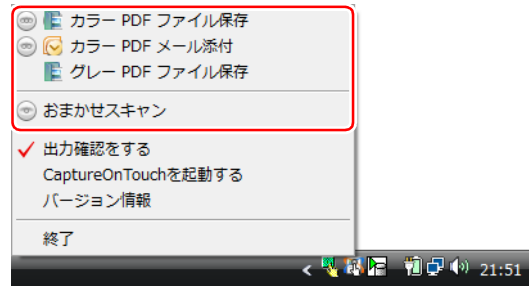 カラー PDF ファイル保存
カラー PDF メール添付
グレー PDF ファイル保存
おまかせスキャン
出力確認をする
CaptureOnTouchを起動する
バージョン情報
終了
21:51